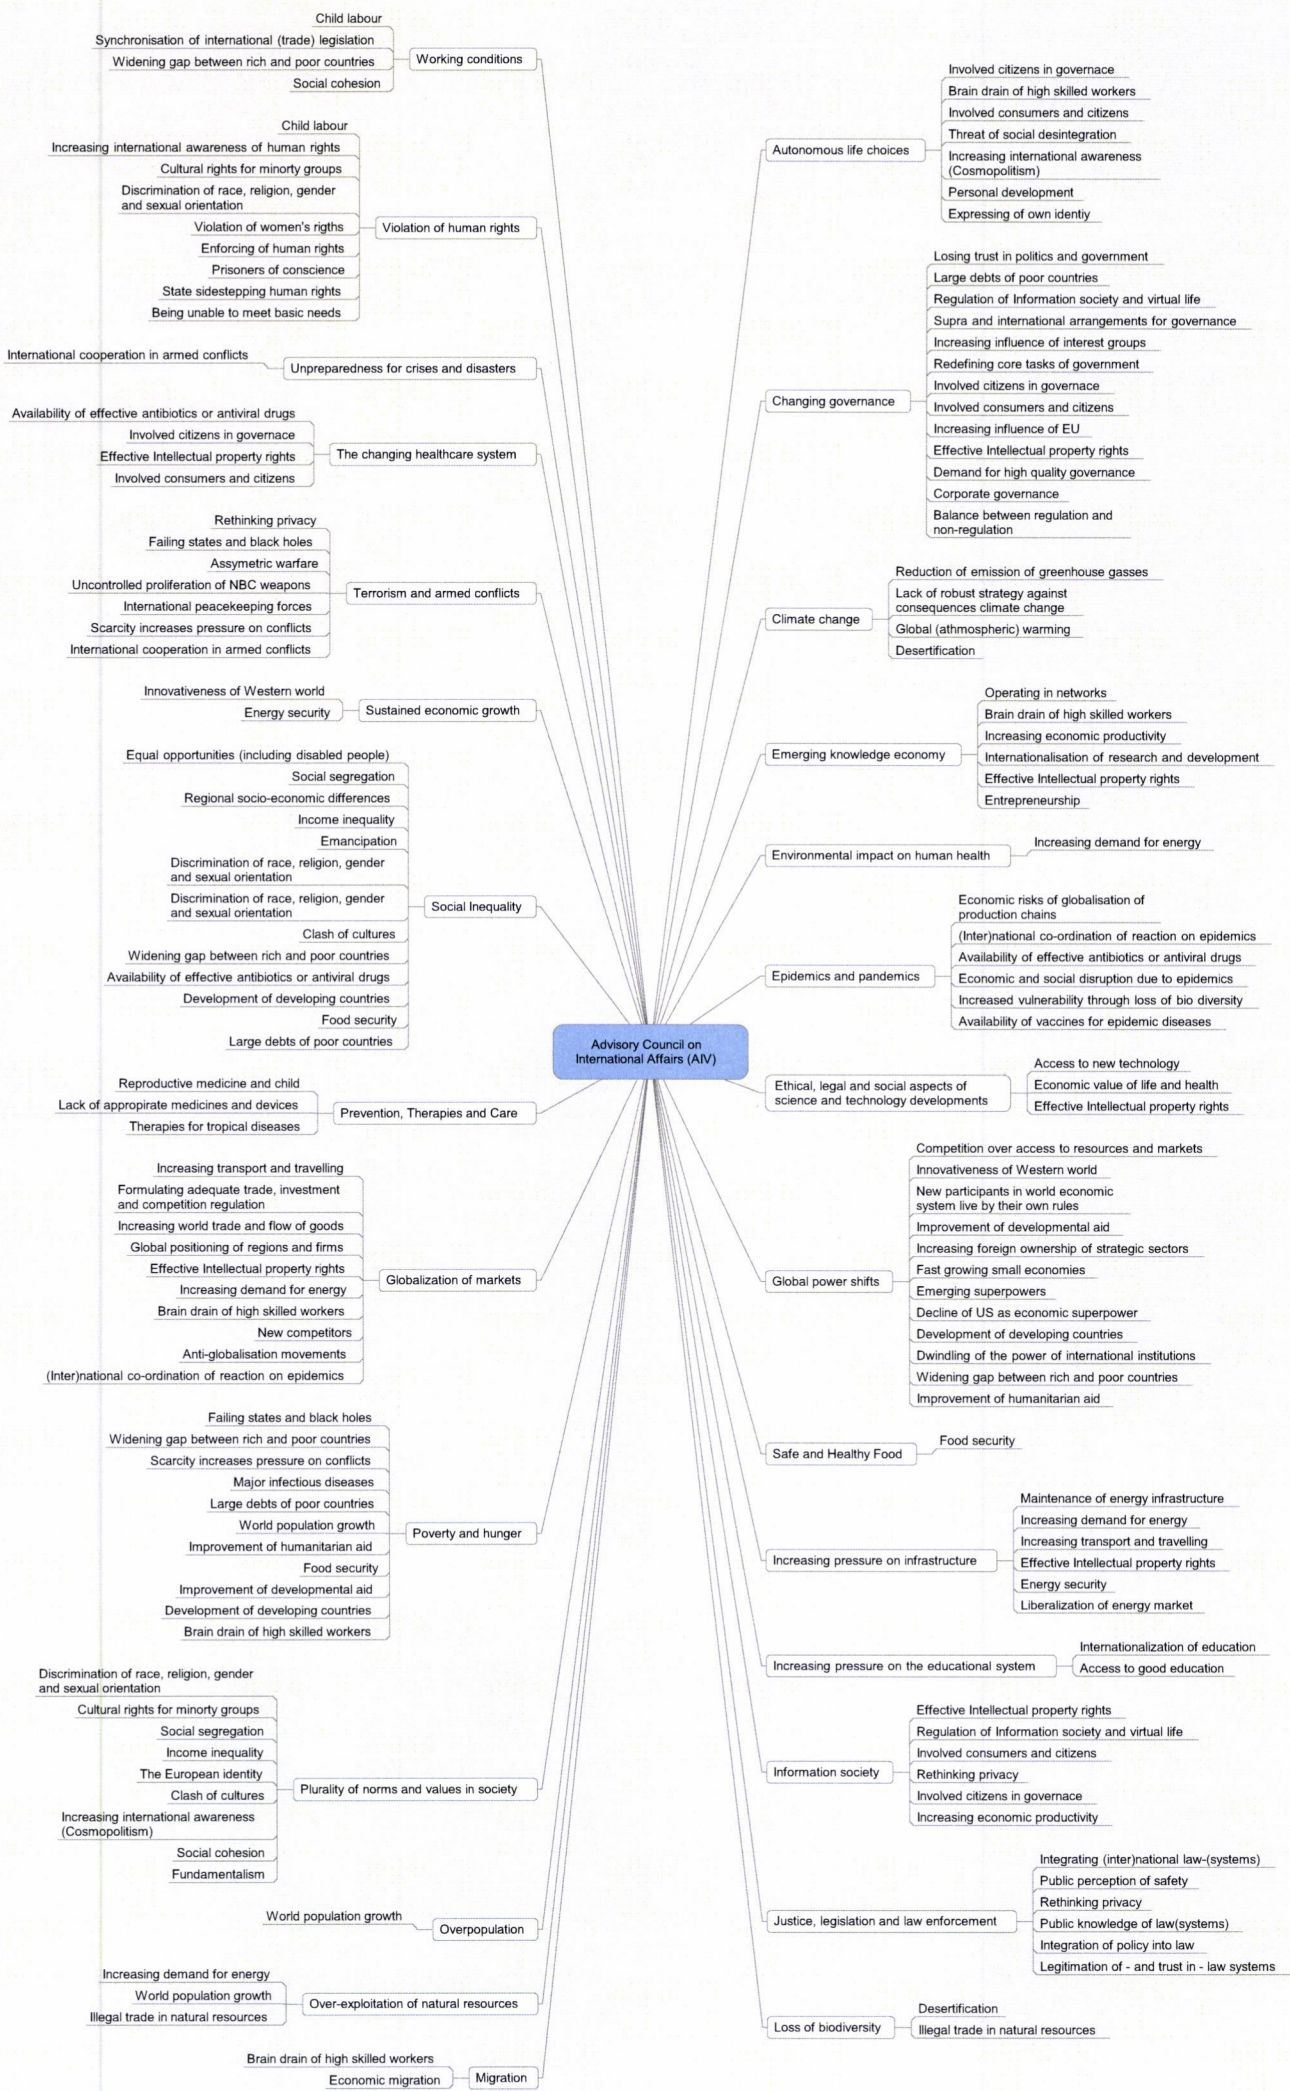 Child labour
Synchronisation of international (trade) legislation
Widening gap between rich and poor countries
Social cohesion
Working conditions
Child labour
Increasing international awareness of human rights
Cultural rights for minorty groups
Discrimination of race, religion, gender
and sexual orientation
Violation of women's rigths
Enforcing of human rights
Prisoners of conscience
State sidestepping human rights
Being unable to meet basic needs
Violation of human rights
International cooperation in armed conflicts
Unpreparedness for crises and disasters
Availability of effective antibiotics or antiviral drugs
Involved citizens in governace
Effective Intellectual property rights
Involved consumers and citizens
The changing healthcare system
Rethinking privacy
Failing states and black holes
Assymetric warfare
Uncontrolled proliferation of NBC weapons
International peacekeeping forces
Scarcity increases pressure on conflicts
International cooperation in armed conflicts
Terrorism and armed conflicts
Innovativeness of Western world
Energy security
Sustained economic growth
Equal opportunities (including disabled people)
Social segregation
Regional socio-economic differences
Income inequality
Emancipation
Discrimination of race, religion, gender
and sexual orientation
Discrimination of race, religion, gender
and sexual orientation
Clash of cultures
Widening gap between rich and poor countries
Availability of effective antibiotics or antiviral drugs
Development of developing countries
Food security
Large debts of poor countries
Social Inequality
Reproductive medicine and child
Lack of appropirate medicines and devices
Therapies for tropical diseases
Prevention, Therapies and Care
Increasing transport and travelling
Formulating adequate trade, investment
and competition regulation
Increasing world trade and flow of goods
Global positioning of regions and firms
Effective Intellectual property rights
Increasing demand for energy
Brain drain of high skilled workers
New competitors
Anti-globalisation movements
(Inter)national co-ordination of reaction on epidemics
Globalization of markets
Failing states and black holes
Widening gap between rich and poor countries
Scarcity increases pressure on conflicts
Major infectious diseases
Large debts of poor countries
World population growth
Improvement of humanitarian aid
Food security
Improvement of developmental aid
Development of developing countries
Brain drain of high skilled workers
Poverty and hunger
Discrimination of race, religion, gender
and sexual orientation
Cultural rights for minorty groups
Social segregation
Income inequality
The European identity
Clash of cultures
Increasing international awareness
(Cosmopolitism)
Social cohesion
Fundamentalism
Plurality of norms and values in society
World population growth
Overpopulation
Increasing demand for energy
World population growth
Illegal trade in natural resources
Over-exploitation of natural resources
Brain drain of high skilled workers
Economic migration
Migration
Advisory Council on
International Affairs (AIV)
Autonomous life choices
Involved citizens in governace
Brain drain of high skilled workers
Involved consumers and citizens
Threat of social desintegration
Increasing international awareness
(Cosmopolitism)
Personal development
Expressing of own identiy
Changing governance
Losing trust in politics and government
Large debts of poor countries
Regulation of Information society and virtual life
Supra and international arrangements for governance
Increasing influence of interest groups
Redefining core tasks of government
Involved citizens in governace
Involved consumers and citizens
Increasing influence of EU
Effective Intellectual property rights
Demand for high quality governance
Corporate governance
Balance between regulation and
non-regulation
Climate change
Reduction of emission of greenhouse gasses
Lack of robust strategy against
consequences climate change
Global (athmospheric) warming
Desertification
Emerging knowledge economy
Operating in networks
Brain drain of high skilled workers
Increasing economic productivity
Internationalisation of research and development
Effective Intellectual property rights
Entrepreneurship
Environmental impact on human health
Increasing demand for energy
Epidemics and pandemics
Economic risks of globalisation of
production chains
(Inter)national co-ordination of reaction on epidemics
Availability of effective antibiotics or antiviral drugs
Economic and social disruption due to epidemics
Increased vulnerability through loss of bio diversity
Availability of vaccines for epidemic diseases
Ethical, legal and social aspects of
science and technology developments
Access to new technology
Economic value of life and health
Effective Intellectual property rights
Global power shifts
Competition over access to resources and markets
Innovativeness of Western world
New participants in world economic
system live by their own rules
Improvement of developmental aid
Increasing foreign ownership of strategic sectors
Fast growing small economies
Emerging superpowers
Decline of US as economic superpower
Development of developing countries
Dwindling of the power of international institutions
Widening gap between rich and poor countries
Improvement of humanitarian aid
Safe and Healthy Food
Food security
Increasing pressure on infrastructure
Maintenance of energy infrastructure
Increasing demand for energy
Increasing transport and travelling
Effective Intellectual property rights
Energy security
Liberalization of energy market
Increasing pressure on the educational system
Internationalization of education
Access to good education
Information society
Effective Intellectual property rights
Regulation of Information society and virtual life
Involved consumers and citizens
Rethinking privacy
Involved citizens in governace
Increasing economic productivity
Justice, legislation and law enforcement
Integrating (inter)national law-(systems)
Public perception of safety
Rethinking privacy
Public knowledge of law(systems)
Integration of policy into law
Legitimation of - and trust in - law systems
Loss of biodiversity
Desertification
Illegal trade in natural resources